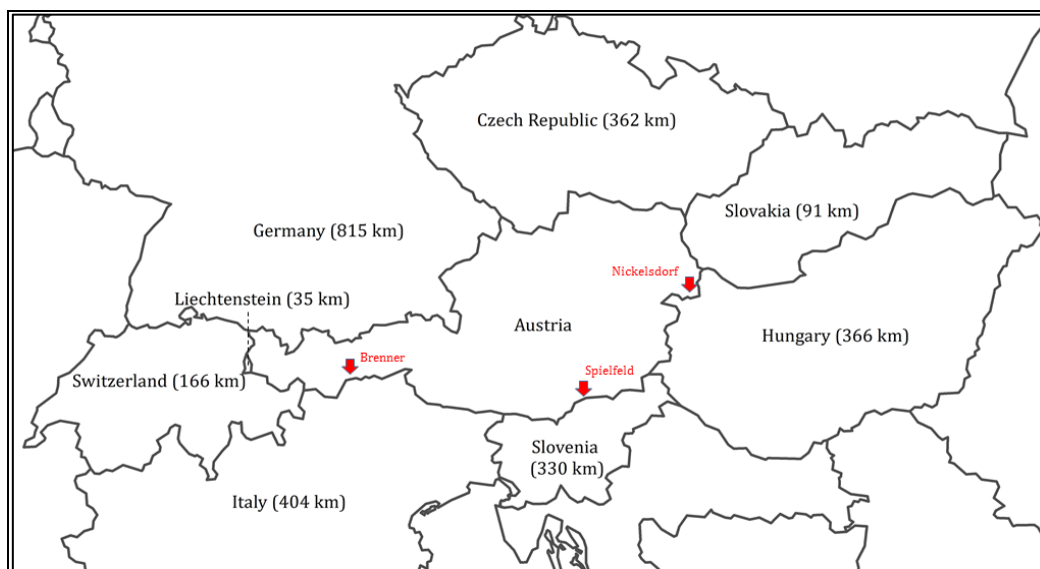 Czech Republic (362 km)
Slovakia (91 km)
Germany (815 km)
Nickelsdorf
Liechtenstein (35 km)
Austria
Hungary (366 km)
Brenner
Switzerland (166 km)
Spielfeld
Slovenia
(330 km)
Italy (404 km)